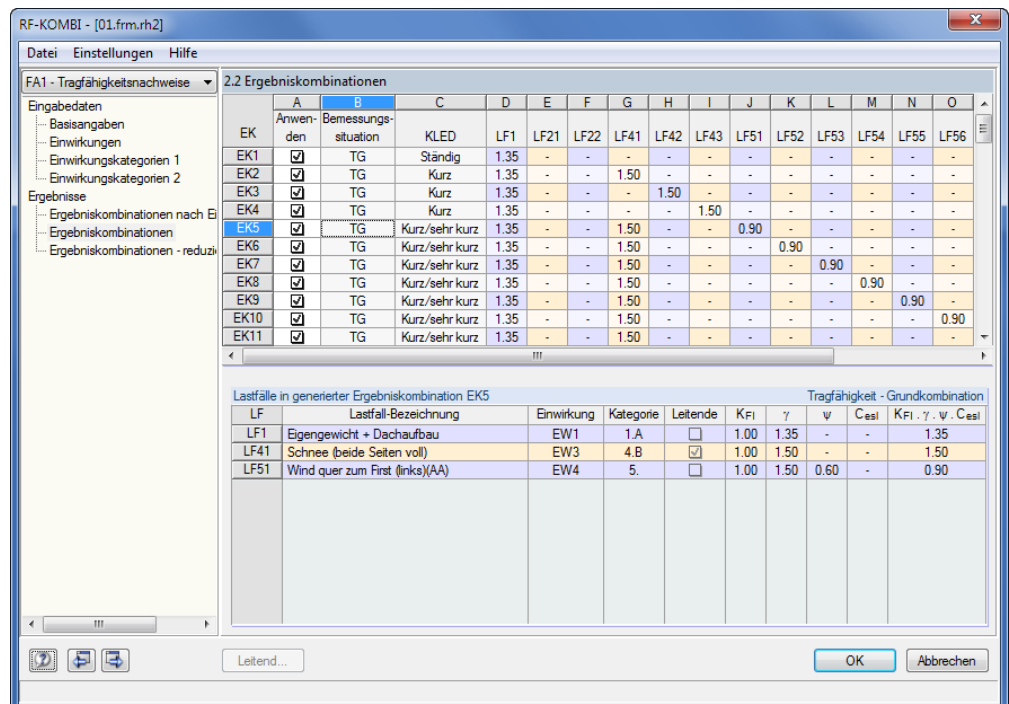 RF-KOMBI - [01.frm.rh2]
Datei Einstellungen Hilfe
FA1 - Tragfähigkeitsnachweise
Eingabedaten
Basisangaben
Einwirkungen
Einwirkungskategorien 1
Einwirkungskategorien 2
Ergebnisse
Ergebniskombinationen nach Ei
Ergebniskombinationen
Ergebniskombinationen - reduzi
2.2 Ergebniskombinationen
A B C D E F G H I J K L M N O
Anwen- Bemessungs-
EK den situation KLED LF1 LF21 LF22 LF41 LF42 LF43 LF51 LF52 LF53 LF54 LF55 LF56
EK1 TG Ständig 1.35 - - - - - - - - - - -
EK2 TG Kurz 1.35 - - 1.50 - - - - - - - -
EK3 TG Kurz 1.35 - - - 1.50 - - - - - - -
EK4 TG Kurz 1.35 - - - - 1.50 - - - - - -
EK5 TG Kurz/sehr kurz 1.35 - - 1.50 - - 0.90 - - - - -
EK6 TG Kurz/sehr kurz 1.35 - - 1.50 - - - 0.90 - - - -
EK7 TG Kurz/sehr kurz 1.35 - - 1.50 - - - - 0.90 - - -
EK8 TG Kurz/sehr kurz 1.35 - - 1.50 - - - - - 0.90 - -
EK9 TG Kurz/sehr kurz 1.35 - - 1.50 - - - - - - 0.90 -
EK10 TG Kurz/sehr kurz 1.35 - - 1.50 - - - - - - - 0.90
EK11 TG Kurz/sehr kurz 1.35 - - 1.50 - - - - - - - -
Lastfälle in generierter Ergebniskombination EK5 Tragfähigkeit - Grundkombination
LF Lastfall-Bezeichnung Einwirkung Kategorie Leitende KFI γ ψ Cesl KFI . γ . ψ . Cesl
LF1 Eigengewicht + Dachaufbau EW1 1.A 1.00 1.35 - - 1.35
LF41 Schnee (beide Seiten voll) EW3 4.B 1.00 1.50 - - 1.50
LF51 Wind quer zum First (links)(AA) EW4 5. 1.00 1.50 0.60 - 0.90
Leitend...
OK
Abbrechen